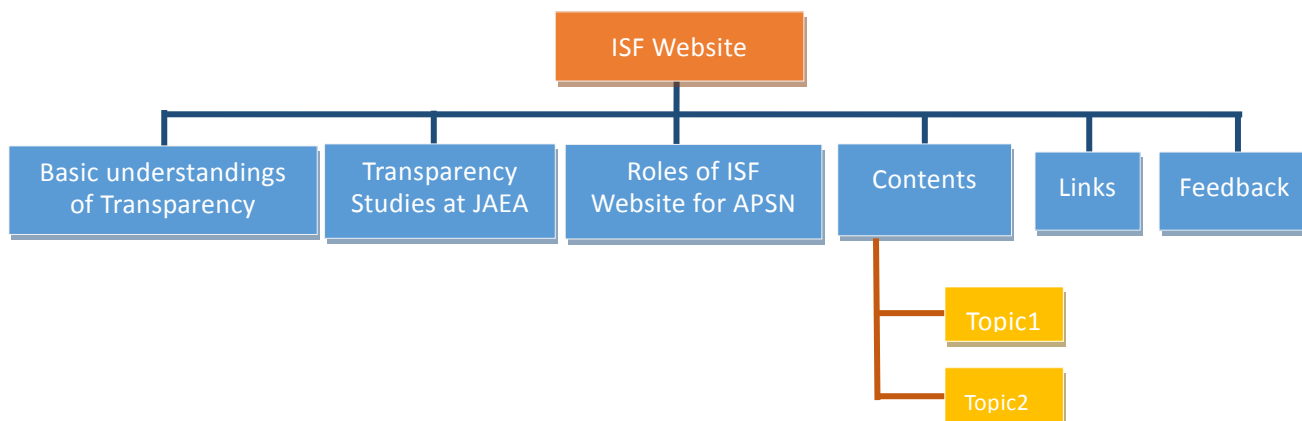 ISF Website
Basic understandings
of Transparency
Transparency
Studies at JAEA
Roles of ISF
Website for APSN
Contents
Links
Feedback
Topic1
Topic2